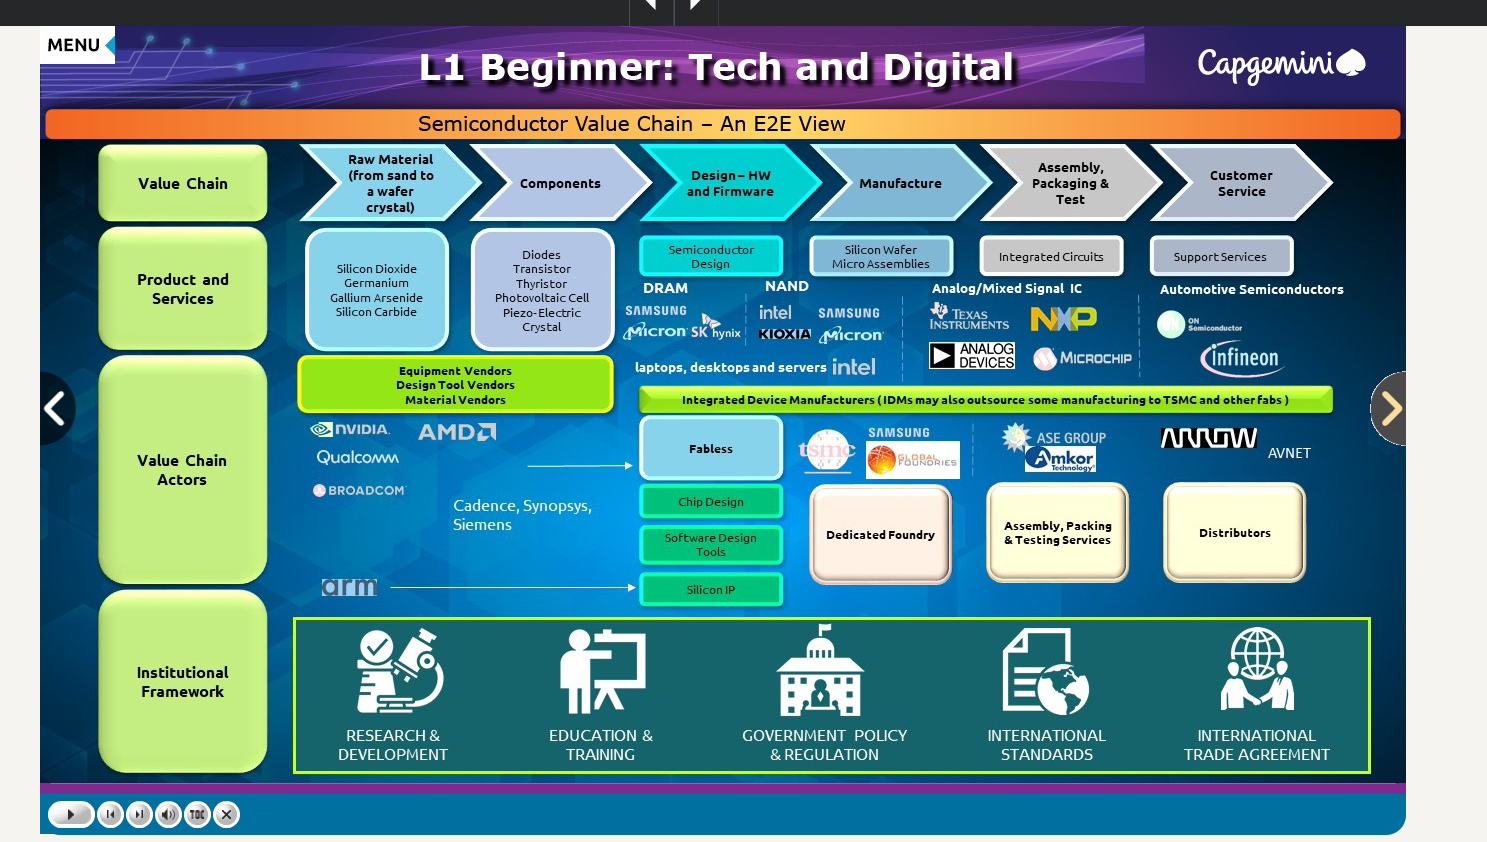 MENU
L1 Beginner: Tech and Digital
Capgemini
Semiconductor Value Chain – An E2E View
Value Chain
Raw Material
(from sand to
a wafer
crystal)
Components
Design – HW
and Firmware
Manufacture
Assembly,
Packaging &
Test
Customer
Service
Product and
Services
Silicon Dioxide
Germanium
Gallium Arsenide
Silicon Carbide
Diodes
Transistor
Thyristor
Photovoltaic Cell
Piezo-Electric
Crystal
Semiconductor
Design
Silicon Wafer
Micro Assemblies
Integrated Circuits
Support Services
DRAM
SAMSUNG
Micron
SK hynix
NAND
intel
SAMSUNG
KIOXIA
Micron
laptops, desktops and servers intel
Analog/Mixed Signal IC
TEXAS
INSTRUMENTS
NXP
ANALOG
DEVICES
MICROCHIP
Automotive Semiconductors
ON
ON
Semiconductor
infineon
Value Chain
Actors
Equipment Vendors
Design Tool Vendors
Material Vendors
Integrated Device Manufacturers ( IDMs may also outsource some manufacturing to TSMC and other fabs )
NVIDIA.
AMD
Qualcomm
BROADCOM
Cadence, Synopsys,
Siemens
arm
Fabless
Chip Design
Software Design
Tools
Silicon IP
tsmc
SAMSUNG
GLOBAL
FOUNDRIES
Dedicated Foundry
ASE GROUP
Amkor
Technology
Assembly, Packing
& Testing Services
ARROW
AVNET
Distributors
Institutional
Framework
RESEARCH &
DEVELOPMENT
EDUCATION &
TRAINING
GOVERNMENT POLICY
& REGULATION
INTERNATIONAL
STANDARDS
INTERNATIONAL
TRADE AGREEMENT
TOC